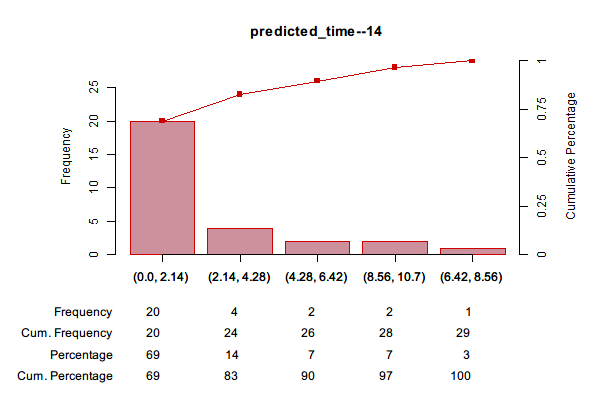 predicted_time--14
Frequency
25
20
15
10
5
0
Cumulative Percentage
1
0.75
0.5
0.25
0
(0.0, 2.14) (2.14, 4.28) (4.28, 6.42) (8.56, 10.7) (6.42, 8.56)
Frequency 20 4 2 2 1
Cum. Frequency 20 24 26 28 29
Percentage 69 14 7 7 3
Cum. Percentage 69 83 90 97 100